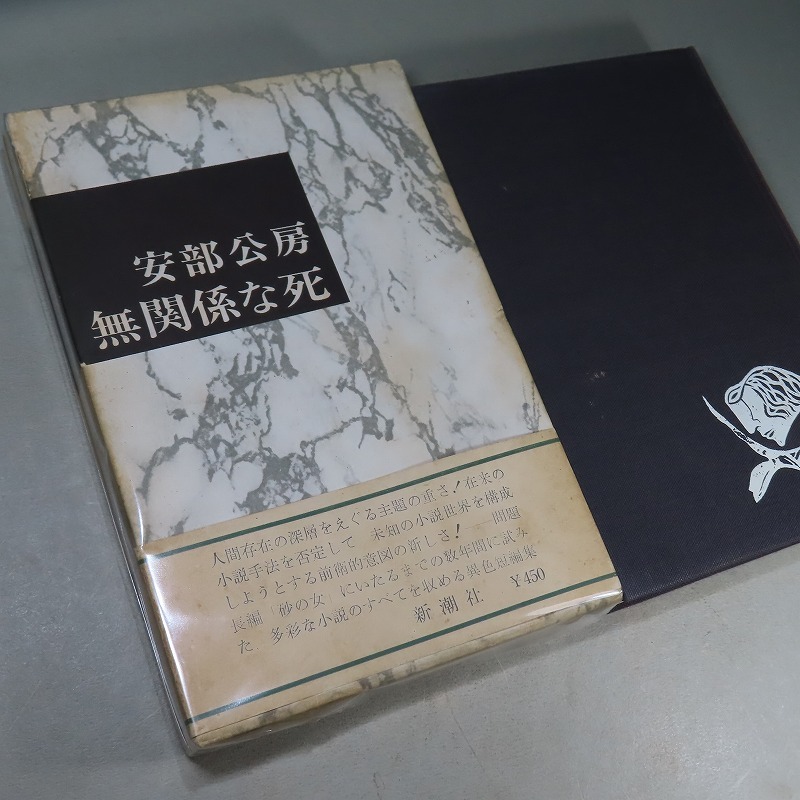 安部公房
無関係な死
人間存在の深層をえぐる主題の重さ！在来の
小説手法を否定して　未知の小説世界を構成
しようとする前衛的意図の新しさ！――問題
長編「砂の女」にいたるまでの数年間に試み
た　多彩な小説のすべてを収める異色短編集
新潮社　￥450